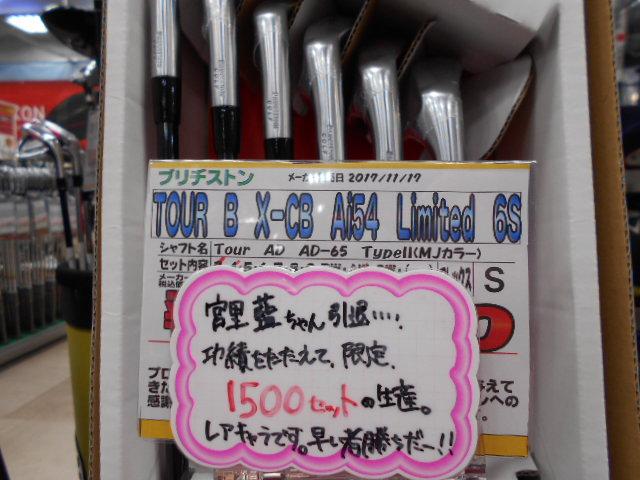 ブリヂストン
2017/11/17
TOUR B X-CB Ai54 Limited 6S
シャフト名 Tour AD AD-65 TypeII(MJカラー)
セット内容
S
宮里藍ちゃん引退・・・・.
功績をたたえて、限定、
1500セットの生産。
レアキャラです。早い者勝ちだー!!